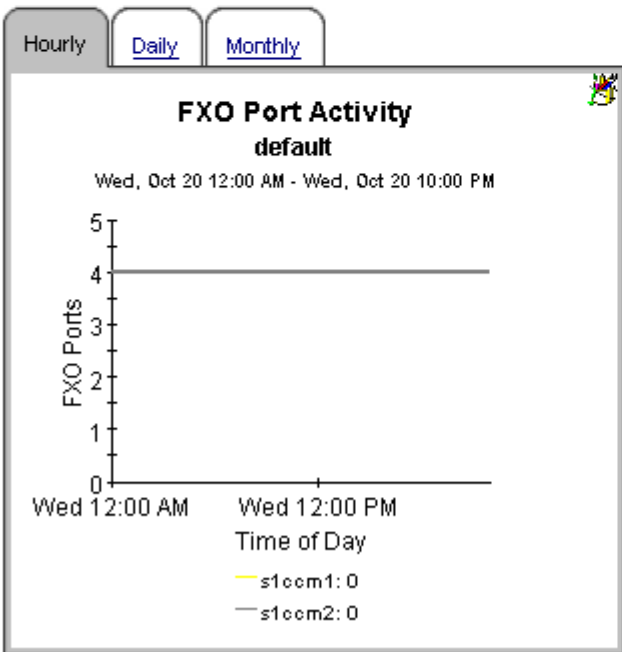 Hourly Daily Monthly
FXO Port Activity
default
Wed, Oct 20 12:00 AM - Wed, Oct 20 10:00 PM
5
4
3
2
1
0
FXO Ports
Wed 12:00 AM Wed 12:00 PM
Time of Day
s1ccm1: 0
s1ccm2: 0